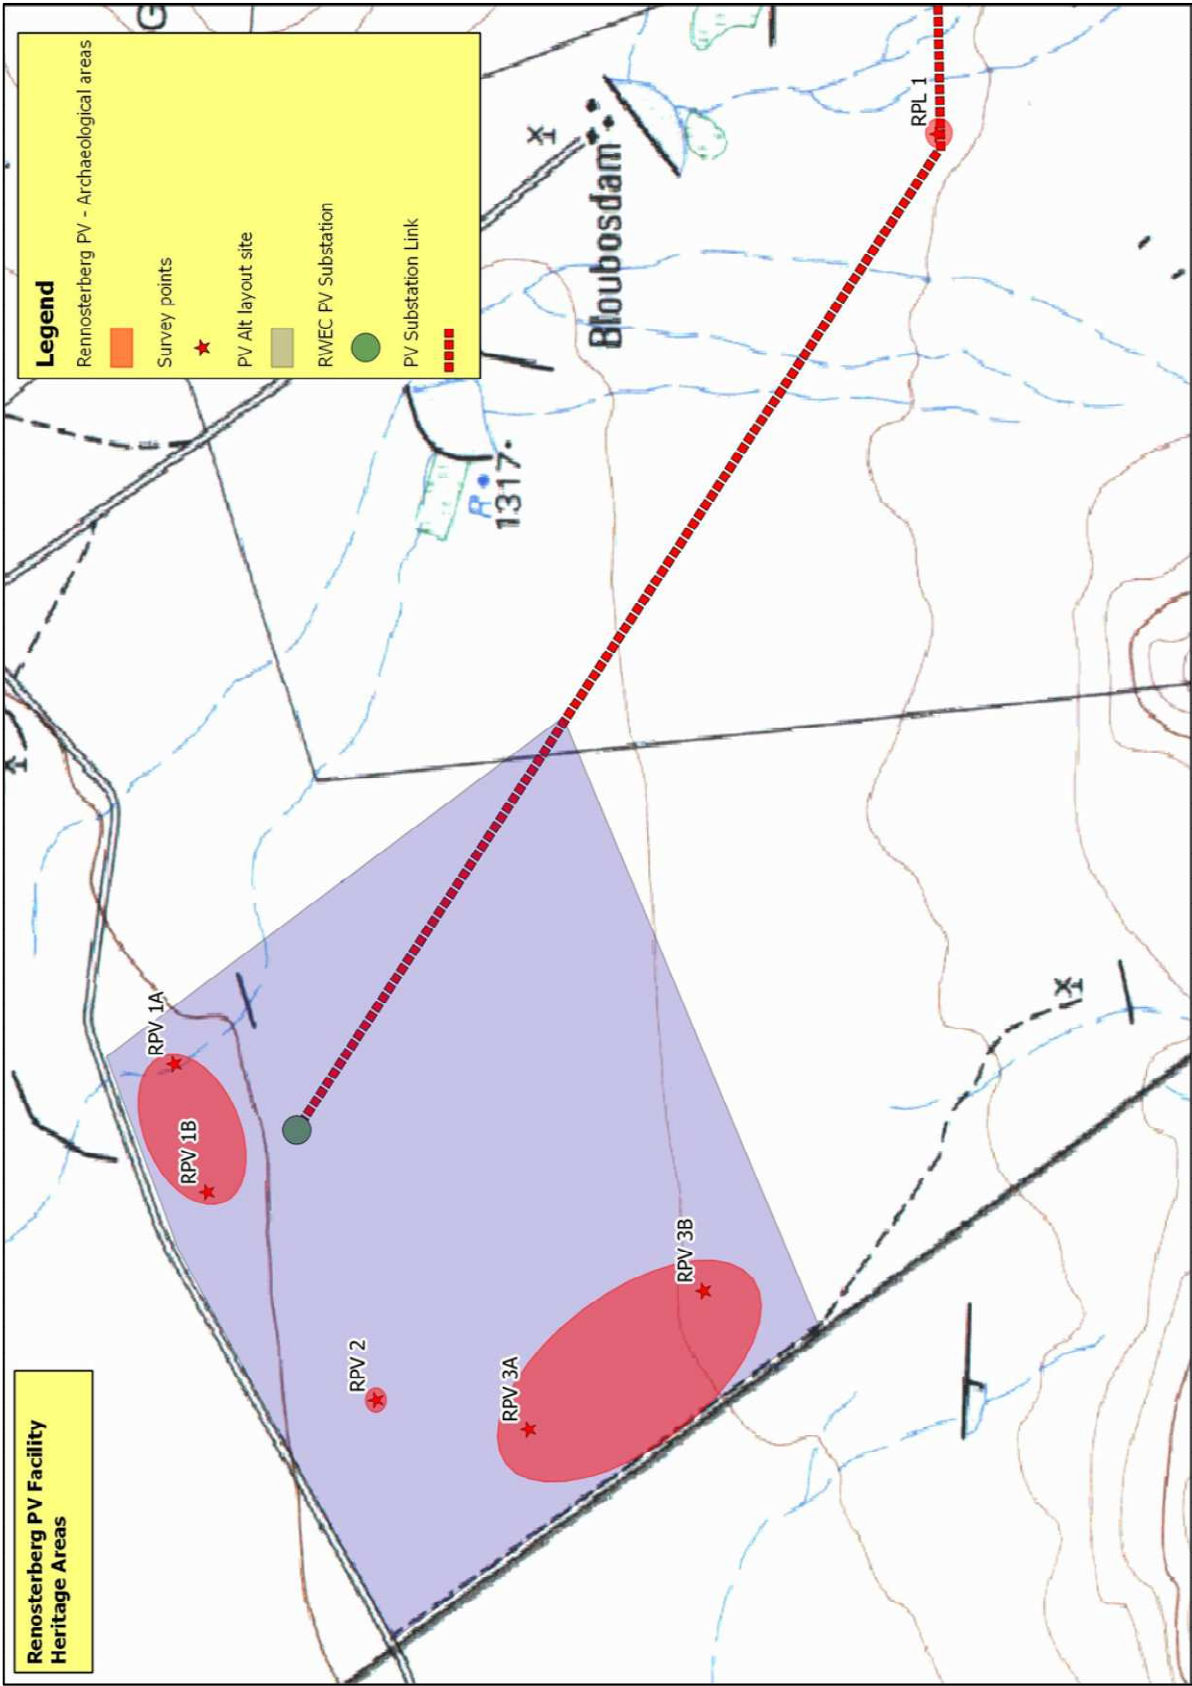 Renosterberg PV Facility
Heritage Areas
Legend
Rennosterberg PV - Archaeological areas
Survey points
PV Alt layout site
RWEC PV Substation
PV Substation Link
G
RPV 1A
RPV 1B
RPV 2
RPV 3A
RPV 3B
RPL 1
Bloubosdam
R
1317